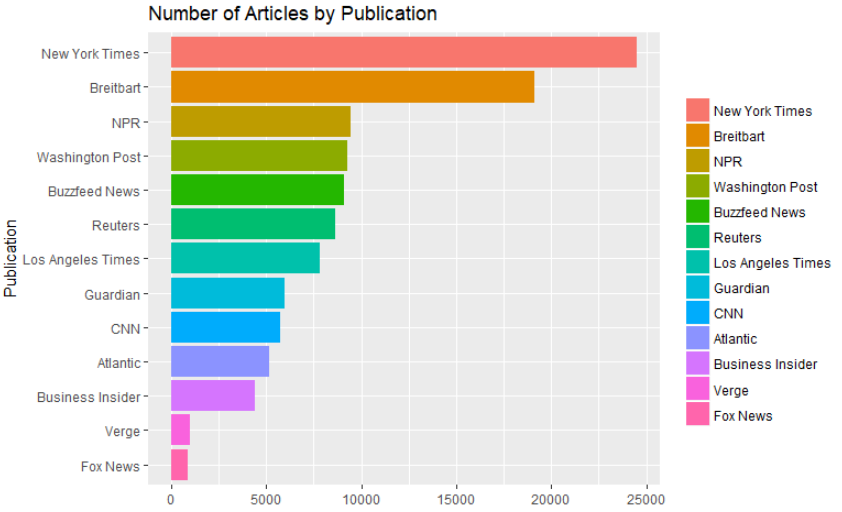 Number of Articles by Publication
Publication
New York Times
Breitbart
NPR
Washington Post
Buzzfeed News
Reuters
Los Angeles Times
Guardian
CNN
Atlantic
Business Insider
Verge
Fox News
0 5000 10000 15000 20000 25000
New York Times
Breitbart
NPR
Washington Post
Buzzfeed News
Reuters
Los Angeles Times
Guardian
CNN
Atlantic
Business Insider
Verge
Fox News